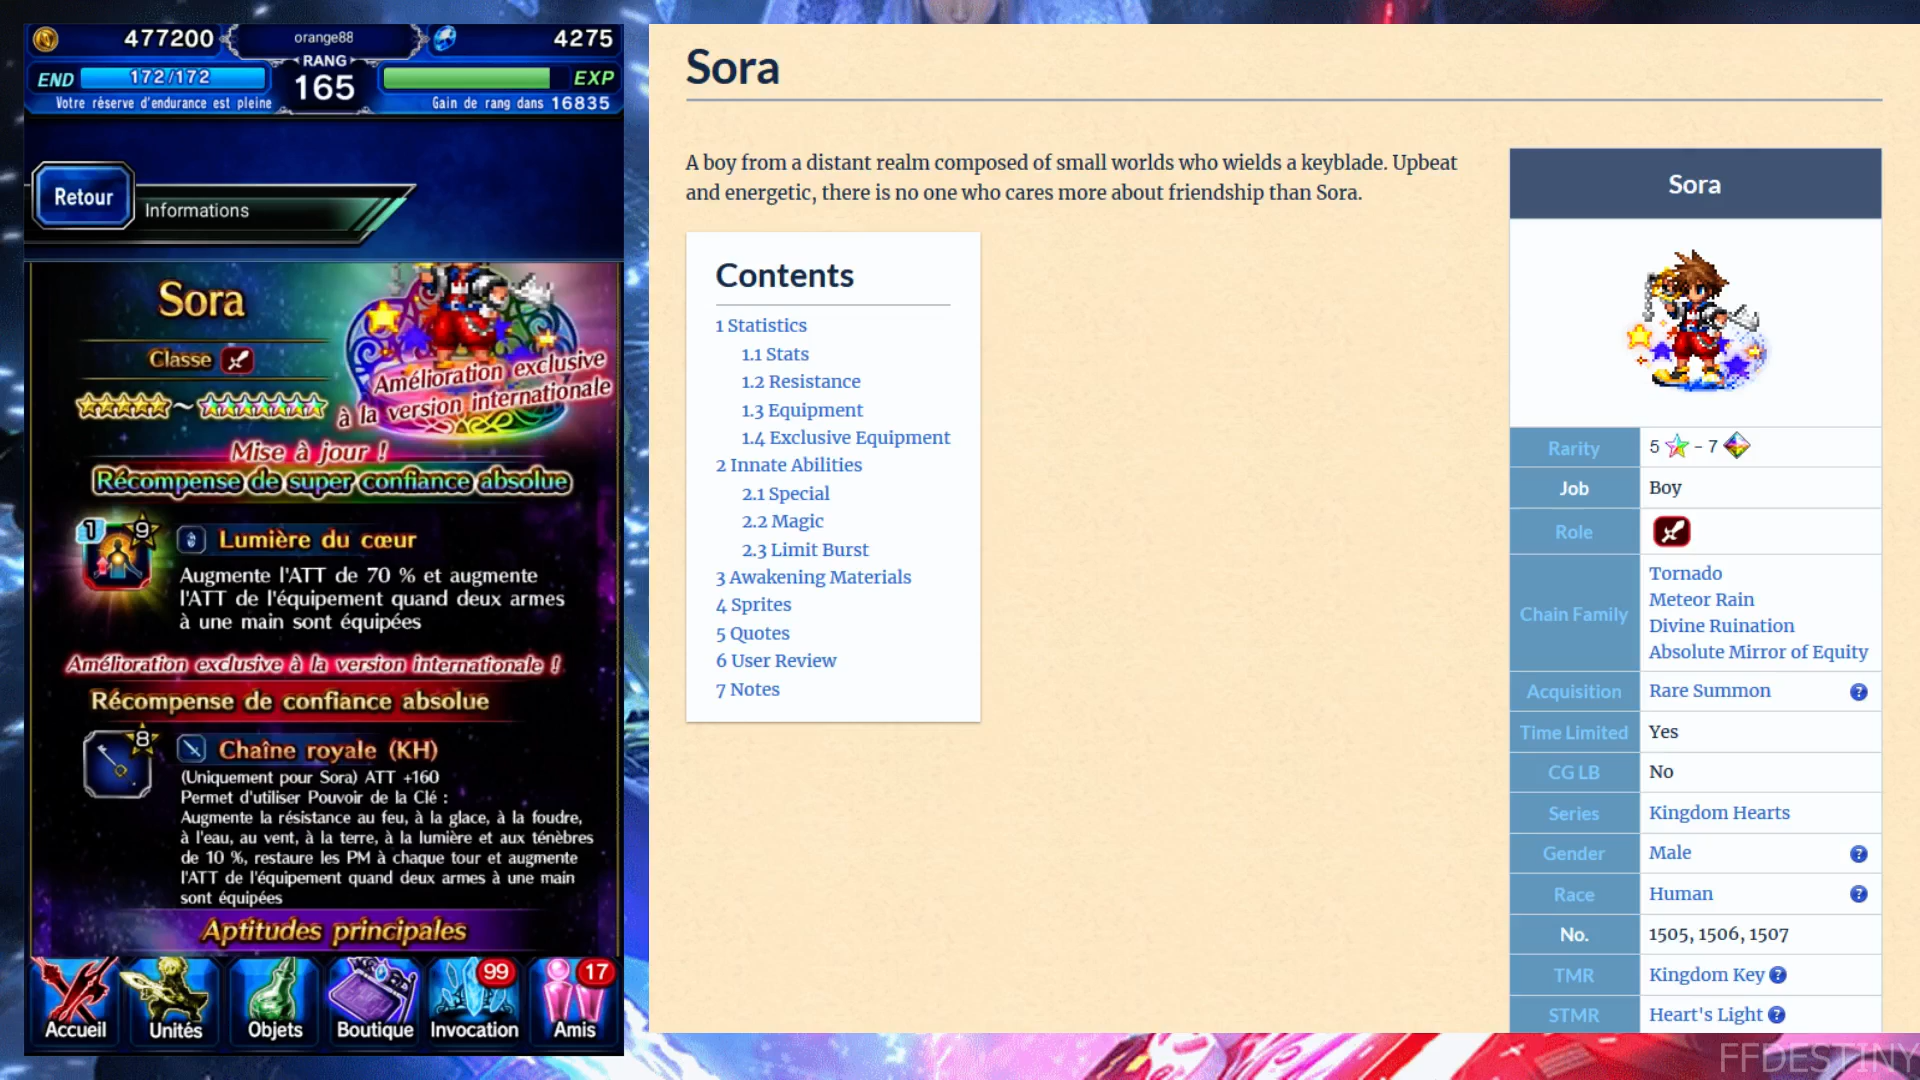 477200
orange88
4275
END
172/172
RANG
165
EXP
Votre réserve d'endurance est pleine
Gain de rang dans 16835
Retour
Informations
Sora
Classe
Amélioration exclusive
à la version internationale
Mise à jour !
Récompense de super confiance absolue
1
9
Lumière du cœur
Augmente l'ATT de 70 % et augmente
l'ATT de l'équipement quand deux armes
à une main sont équipées
Amélioration exclusive à la version internationale !
Récompense de confiance absolue
8
Chaîne royale (KH)
(Uniquement pour Sora) ATT +160
Permet d'utiliser Pouvoir de la Clé :
Augmente la résistance au feu, à la glace, à la foudre,
à l'eau, au vent, à la terre, à la lumière et aux ténèbres
de 10 %, restaure les PM à chaque tour et augmente
l'ATT de l'équipement quand deux armes à une main
sont équipées
Aptitudes principales
99
17
Accueil
Unités
Objets
Boutique
Invocation
Amis
Sora
A boy from a distant realm composed of small worlds who wields a keyblade. Upbeat
and energetic, there is no one who cares more about friendship than Sora.
Contents
1 Statistics
1.1 Stats
1.2 Resistance
1.3 Equipment
1.4 Exclusive Equipment
2 Innate Abilities
2.1 Special
2.2 Magic
2.3 Limit Burst
3 Awakening Materials
4 Sprites
5 Quotes
6 User Review
7 Notes
Sora
Rarity
5 - 7
Job
Boy
Role
Chain Family
Tornado
Meteor Rain
Divine Ruination
Absolute Mirror of Equity
Acquisition
Rare Summon ?
Time Limited
Yes
CG LB
No
Series
Kingdom Hearts
Gender
Male ?
Race
Human ?
No.
1505, 1506, 1507
TMR
Kingdom Key ?
STMR
Heart's Light ?
FFDESTINY